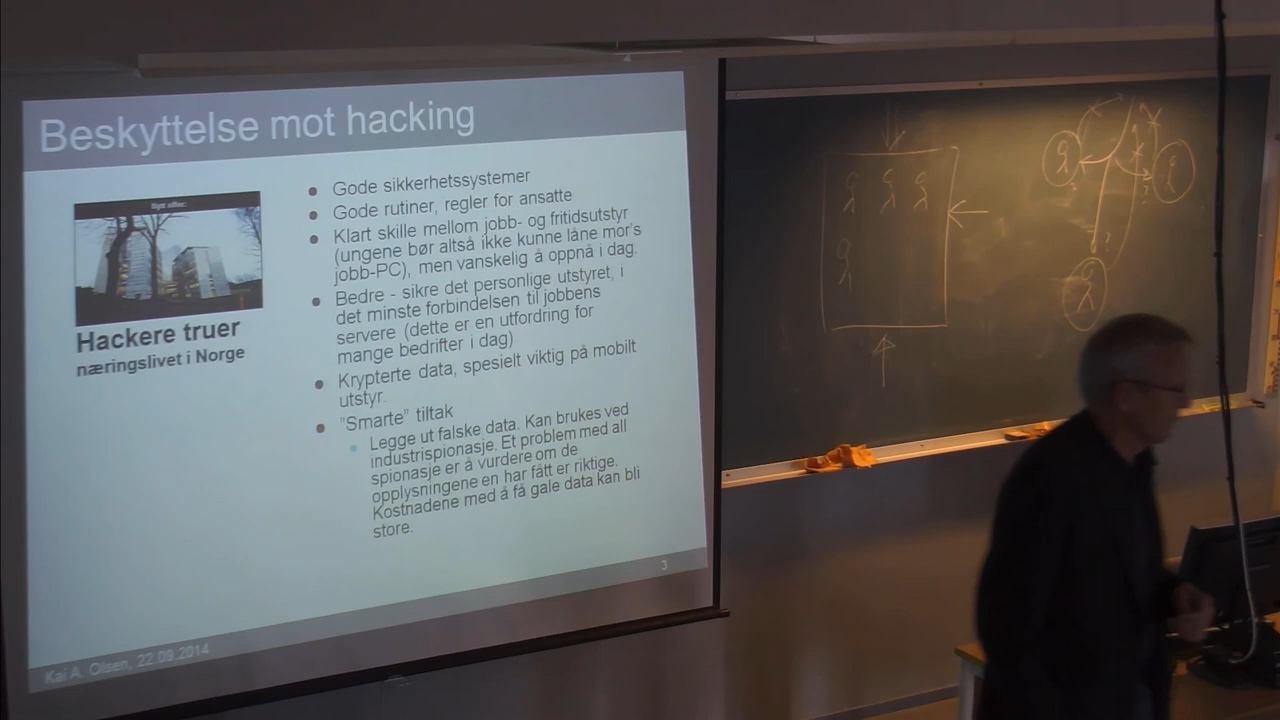 Beskyttelse mot hacking
Nytt offer:
Hackere truer
næringslivet i Norge
Gode sikkerhetssystemer
Gode rutiner, regler for ansatte
Klart skille mellom jobb- og fritidsutstyr
(ungene bør altså ikke kunne låne mor's
jobb-PC), men vanskelig å oppnå i dag.
Bedre - sikre det personlige utstyret, i
det minste forbindelsen til jobbens
servere (dette er en utfordring for
mange bedrifter i dag)
Krypterte data, spesielt viktig på mobilt
utstyr.
"Smarte" tiltak
Legge ut falske data. Kan brukes ved
industrispionasje. Et problem med all
spionasje er å vurdere om de
opplysningene en har fått er riktige.
Kostnadene med å få gale data kan bli
store.
3
Kai A. Olsen, 22.09.2014